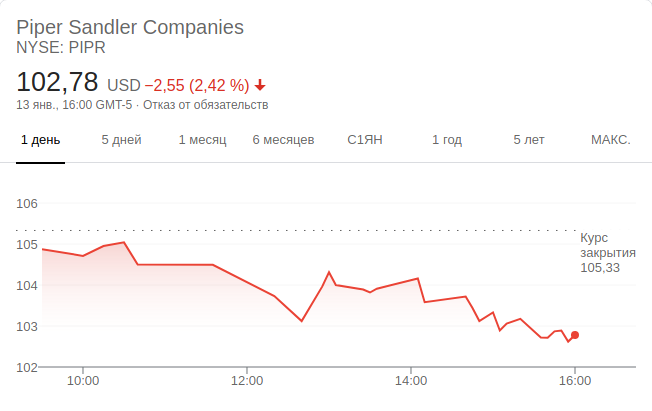 Piper Sandler Companies
NYSE: PIPR
102,78 USD −2,55 (2,42 %)
13 янв., 16:00 GMT-5 · Отказ от обязательств
1 день 5 дней 1 месяц 6 месяцев С1ЯН 1 год 5 лет МАКС.
106
105
104
103
102
Курс
закрытия
105,33
10:00 12:00 14:00 16:00